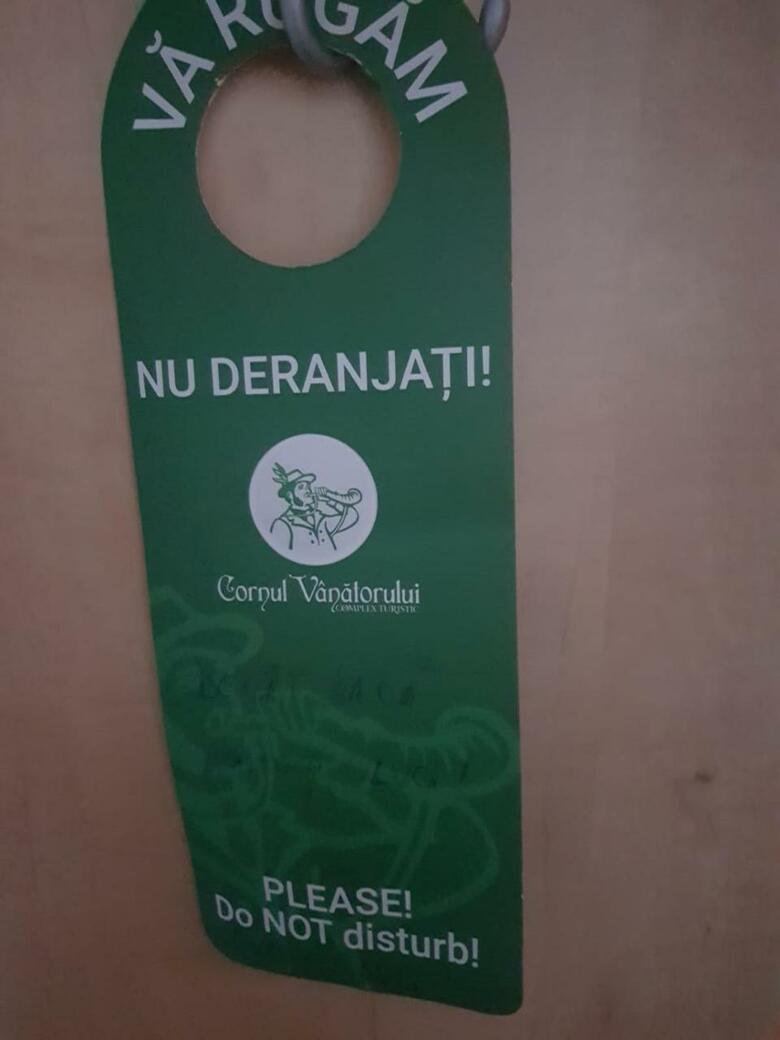 VĂ RUGĂM
NU DERANJAȚI!
Cornul Vânătorului
COMPLEX TURISTIC
PLEASE!
Do NOT disturb!